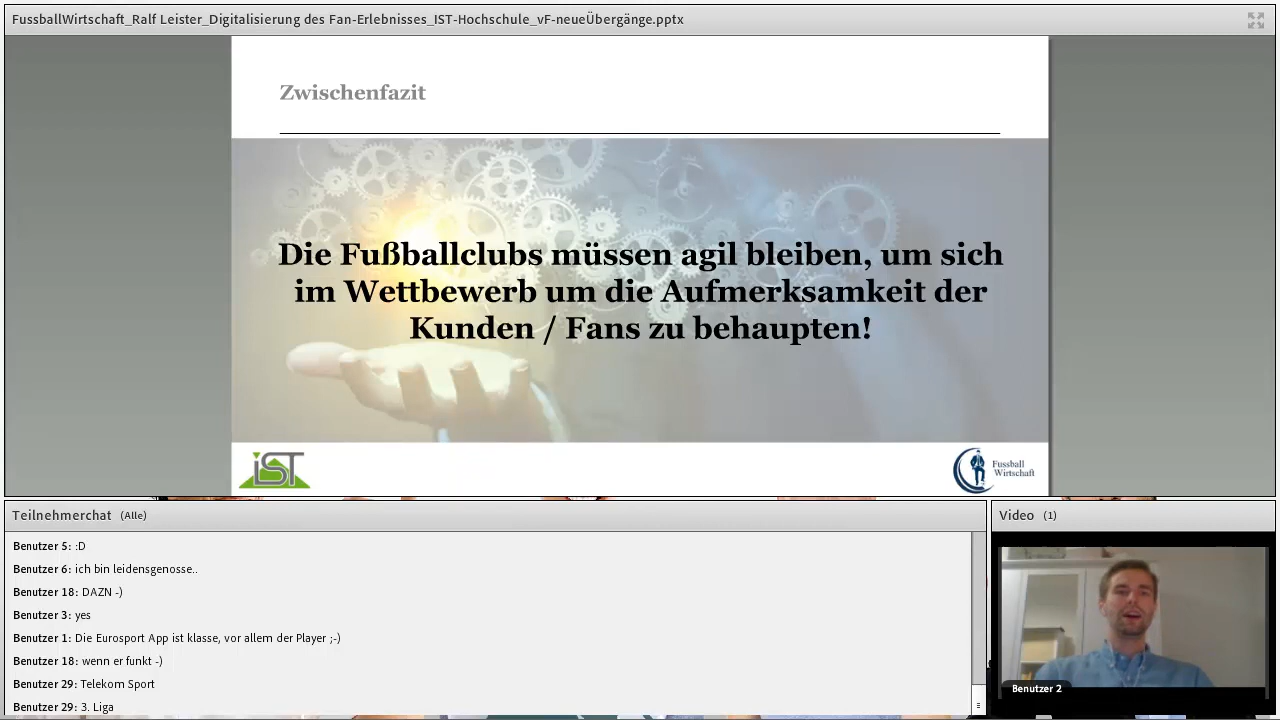 FussballWirtschaft_Ralf Leister_Digitalisierung des Fan-Erlebnisses_IST-Hochschule_vF-neueÜbergänge.pptx
Zwischenfazit
Die Fußballclubs müssen agil bleiben, um sich
im Wettbewerb um die Aufmerksamkeit der
Kunden / Fans zu behaupten!
iST
Fussball
Wirtschaft
Teilnehmerchat (Alle)
Benutzer 5: :D
Benutzer 6: ich bin leidensgenosse..
Benutzer 18: DAZN -)
Benutzer 3: yes
Benutzer 1: Die Eurosport App ist klasse, vor allem der Player ;-)
Benutzer 18: wenn er funkt -)
Benutzer 29: Telekom Sport
Benutzer 29: 3. Liga
Video (1)
Benutzer 2